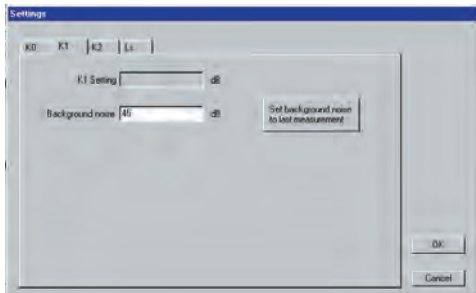 Settings
K0 K1 K2 Ls
K1 Setting dB
Background noise 45 dB
Set background noise
to last measurement
OK
Cancel